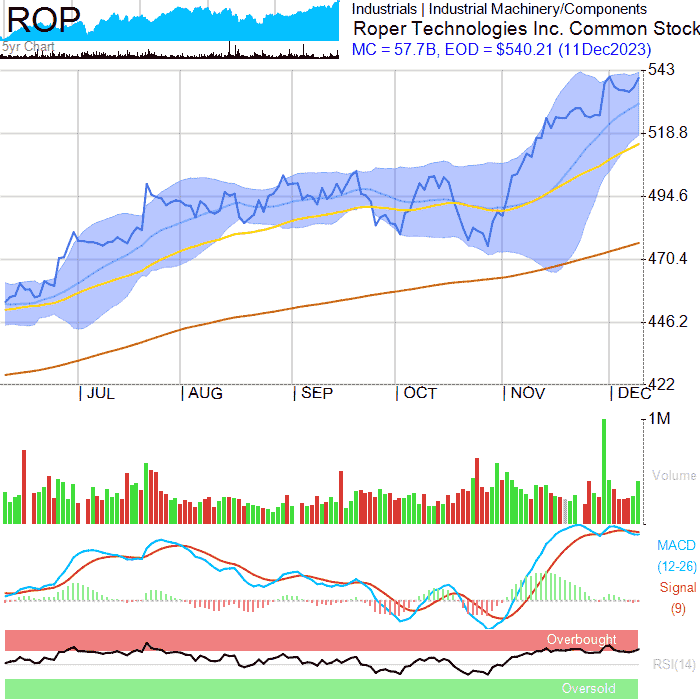 ROP
5yr Chart
Industrials | Industrial Machinery/Components
Roper Technologies Inc. Common Stock
MC = 57.7B, EOD = $540.21 (11Dec2023)
543
518.8
494.6
470.4
446.2
422
JUL AUG SEP OCT NOV DEC
1M
Volume
MACD
(12-26)
Signal
(9)
Overbought
RSI(14)
Oversold